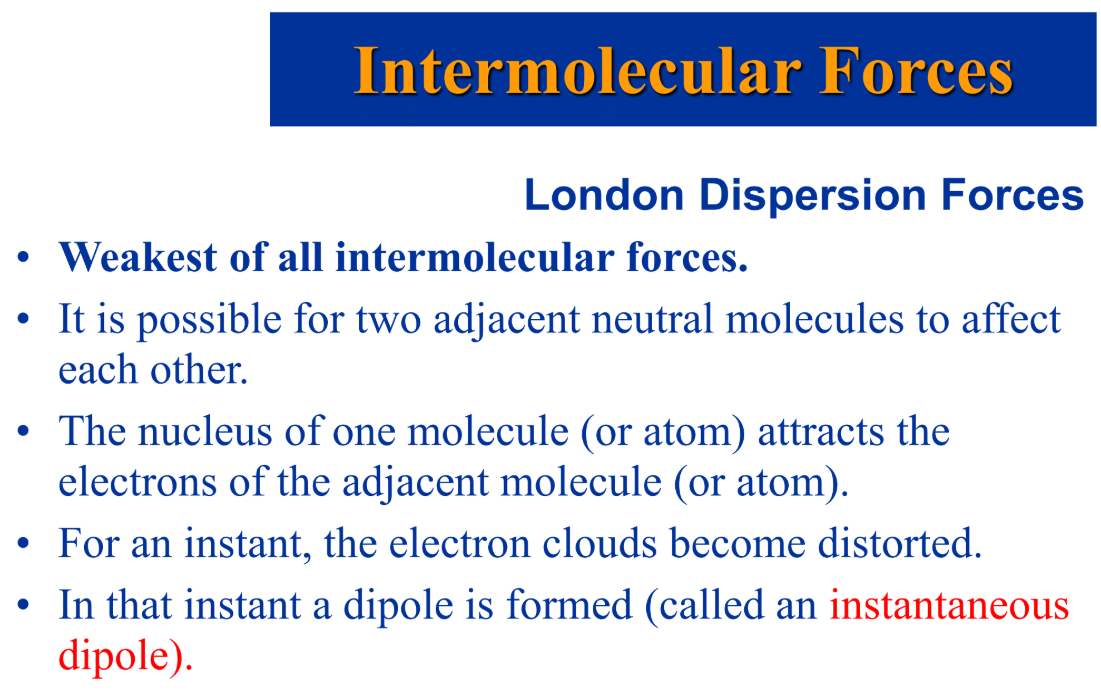 Intermolecular Forces
London Dispersion Forces
• Weakest of all intermolecular forces.
• It is possible for two adjacent neutral molecules to affect
each other.
• The nucleus of one molecule (or atom) attracts the
electrons of the adjacent molecule (or atom).
• For an instant, the electron clouds become distorted.
• In that instant a dipole is formed (called an instantaneous
dipole).